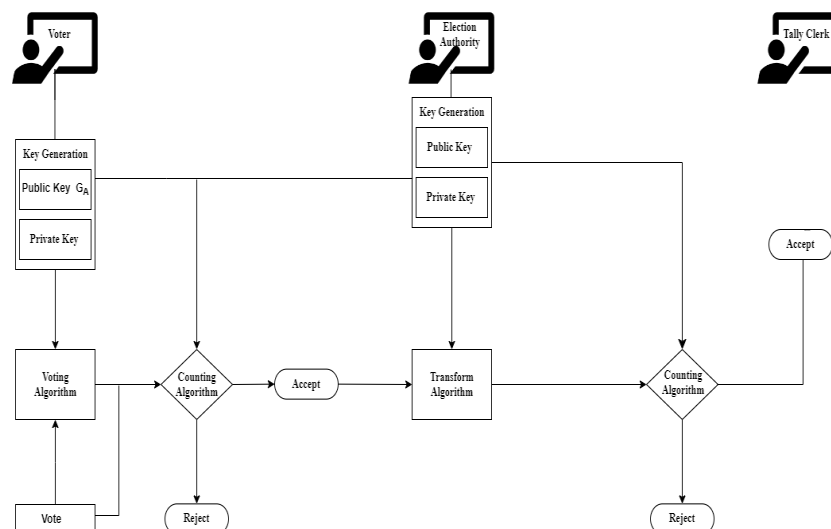 Voter
Election
Authority
Tally Clerk
Key Generation
Public Key
Private Key
Key Generation
Public Key G_A
Private Key
Accept
Voting
Algorithm
Counting
Algorithm
Accept
Transform
Algorithm
Counting
Algorithm
Vote
Reject
Reject